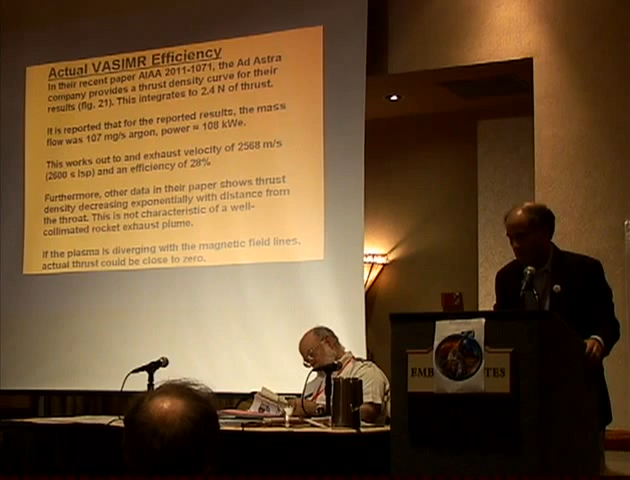 Actual VASIMR Efficiency
In their recent paper AIAA 2011-1071, the Ad Astra
company provides a thrust density curve for their
results (fig. 21). This integrates to 2.4 N of thrust.
It is reported that for the reported results, the mass
flow was 107 mg/s argon, power = 108 kWe.
This works out to and exhaust velocity of 2568 m/s
(2600 s Isp) and an efficiency of 28%
Furthermore, other data in their paper shows thrust
density decreasing exponentially with distance from
the throat. This is not characteristic of a well-
collimated rocket exhaust plume.
If the plasma is diverging with the magnetic field lines,
actual thrust could be close to zero.
EMB TES